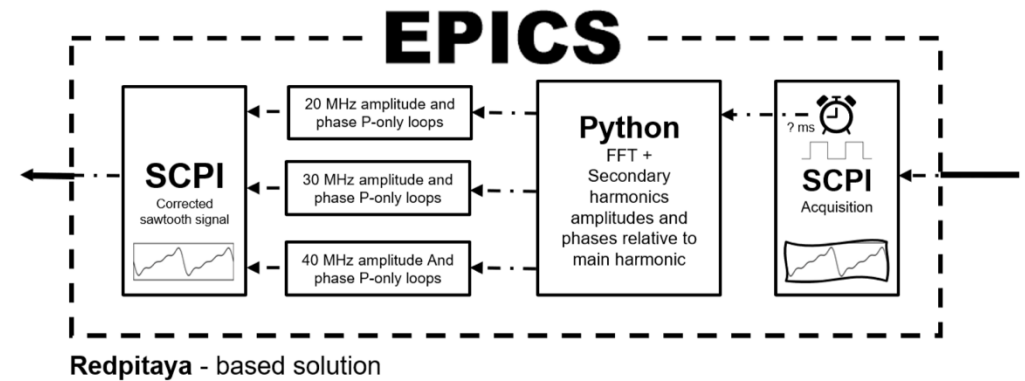 EPICS
SCPI
Corrected
sawtooth signal
20 MHz amplitude and
phase P-only loops
30 MHz amplitude and
phase P-only loops
40 MHz amplitude And
phase P-only loops
Python
FFT +
Secondary
harmonics
amplitudes and
phases relative to
main harmonic
? ms
SCPI
Acquisition
Redpitaya - based solution